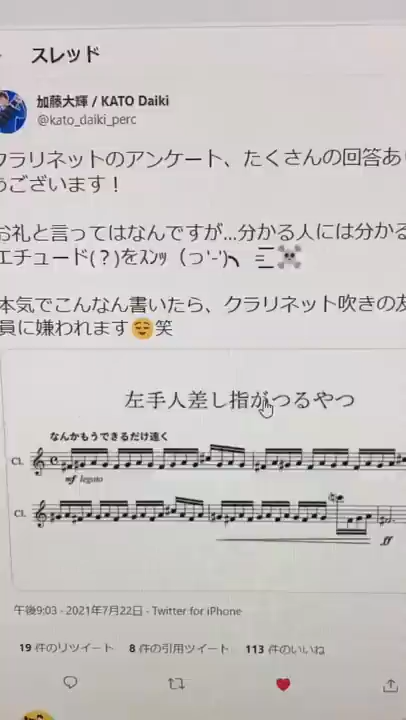 スレッド
加藤大輝 / KATO Daiki
@kato_daiki_perc
クラリネットのアンケート、たくさんの回答あり
うございます！
お礼と言ってはなんですが...分かる人には分かる
エチュード(？)をｽﾝｯ（っ'-')╮ =͟͟͞͞☠️
本気でこんなん書いたら、クラリネット吹きの友
員に嫌われます😌笑
左手人差し指がつるやつ
なんかもうできるだけ速く
CL
mf legato
CL
ff
午後9:03 - 2021年7月22日 - Twitter for iPhone
19 件のリツイート 8 件の引用ツイート 113 件のいいね